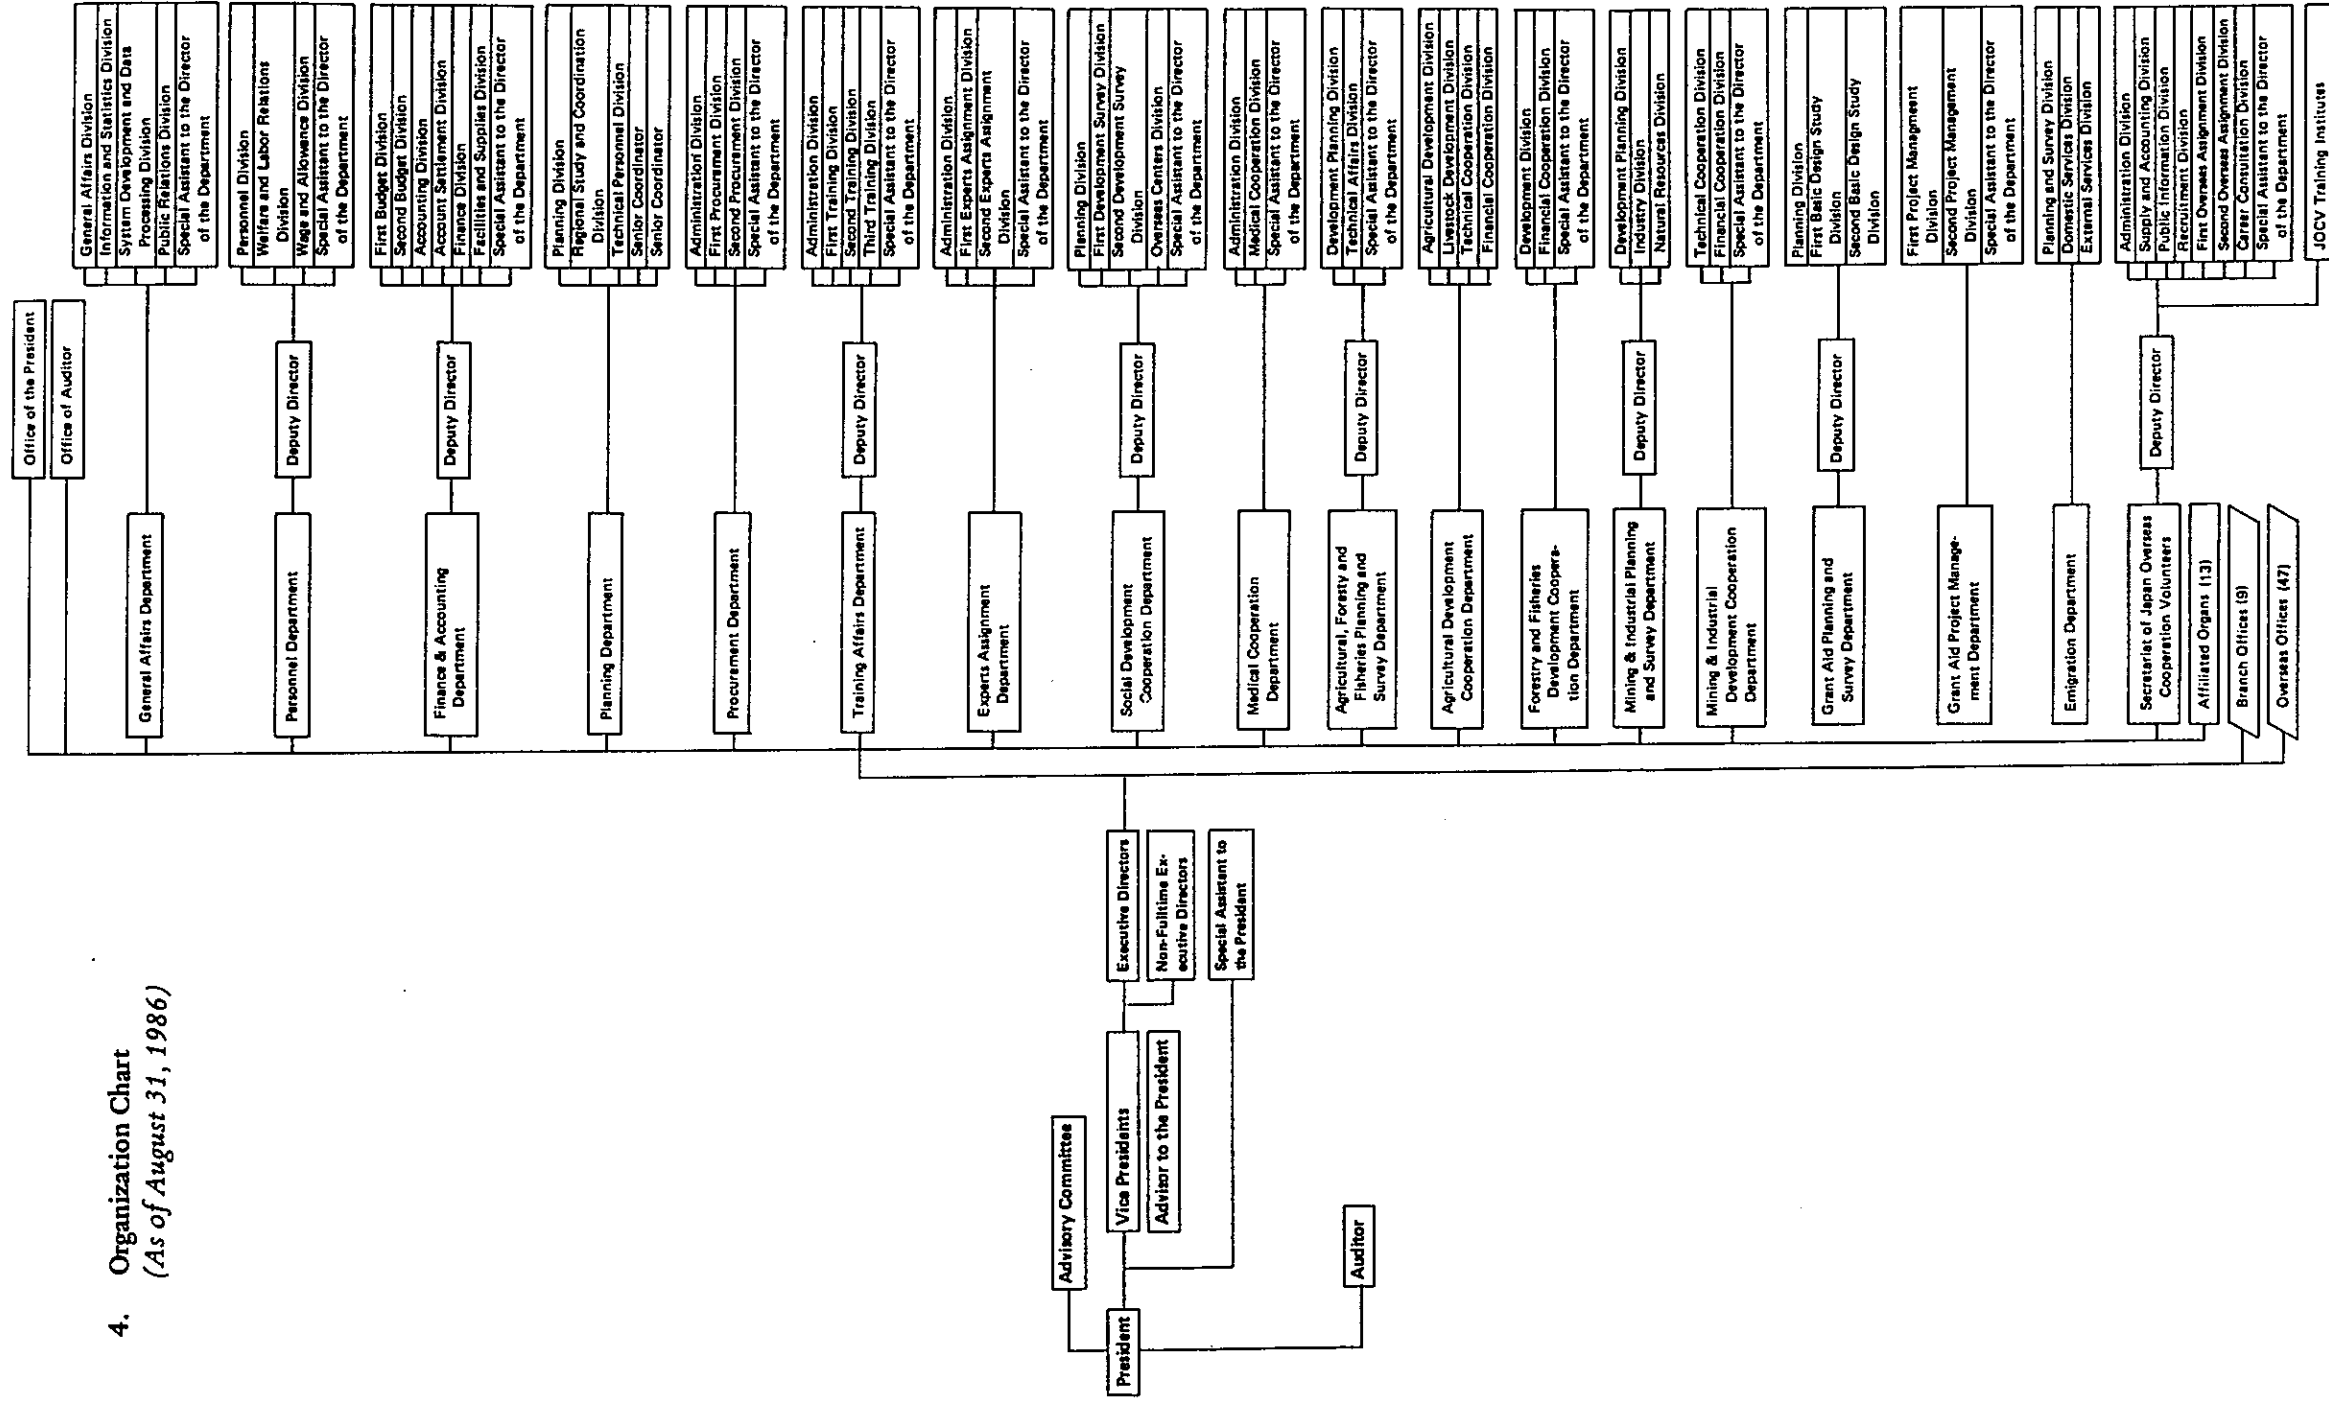 4. Organization Chart
(As of August 31, 1986)
President
Advisory Committee
Vice Presidents
Advisor to the President
Auditor
Executive Directors
Non-Fulltime Ex-
ecutive Directors
Special Assistant to
the President
Office of the President
Office of Auditor
General Affairs Department
General Affairs Division
Information and Statistics Division
System Development and Data
Processing Division
Public Relations Division
Special Assistant to the Director
of the Department
Personnel Department
Deputy Director
Personnel Division
Welfare and Labor Relations
Division
Wage and Allowance Division
Special Assistant to the Director
of the Department
Finance & Accounting
Department
Deputy Director
First Budget Division
Second Budget Division
Accounting Division
Account Settlement Division
Finance Division
Facilities and Supplies Division
Special Assistant to the Director
of the Department
Planning Department
Planning Division
Regional Study and Coordination
Division
Technical Personnel Division
Senior Coordinator
Senior Coordinator
Procurement Department
Administration Division
First Procurement Division
Second Procurement Division
Special Assistant to the Director
of the Department
Training Affairs Department
Deputy Director
Administration Division
First Training Division
Second Training Division
Third Training Division
Special Assistant to the Director
of the Department
Experts Assignment
Department
Administration Division
First Experts Assignment Division
Second Experts Assignment
Division
Special Assistant to the Director
of the Department
Social Development
Cooperation Department
Deputy Director
Planning Division
First Development Survey Division
Second Development Survey
Division
Overseas Centers Division
Special Assistant to the Director
of the Department
Medical Cooperation
Department
Administration Division
Medical Cooperation Division
Special Assistant to the Director
of the Department
Agricultural, Foresty and
Fisheries Planning and
Survey Department
Deputy Director
Development Planning Division
Technical Affairs Division
Special Assistant to the Director
of the Department
Agricultural Development
Cooperation Department
Agricultural Development Division
Livestock Development Division
Technical Cooperation Division
Financial Cooperation Division
Forestry and Fisheries
Development Coopera-
tion Department
Development Division
Financial Cooperation Division
Special Assistant to the Director
of the Department
Mining & Industrial Planning
and Survey Department
Deputy Director
Development Planning Division
Industry Division
Natural Resources Division
Mining & Industrial
Development Cooperation
Department
Technical Cooperation Division
Financial Cooperation Division
Special Assistant to the Director
of the Department
Grant Aid Planning and
Survey Department
Deputy Director
Planning Division
First Basic Design Study
Division
Second Basic Design Study
Division
Grant Aid Project Manage-
ment Department
First Project Managment
Division
Second Project Management
Division
Special Assistant to the Director
of the Department
Emigration Department
Planning and Survey Division
Domestic Services Division
External Services Division
Secretariat of Japan Overseas
Cooperation Volunteers
Deputy Director
Administration Division
Supply and Accounting Division
Public Information Division
Recruitment Division
First Overseas Assignment Division
Second Overseas Assignment Division
Career Consultation Division
Special Assistant to the Director
of the Department
JOCV Training Institutes
Affiliated Organs (13)
Branch Offices (9)
Overseas Offices (47)